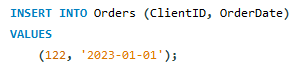 INSERT INTO Orders (ClientID, OrderDate)
VALUES
(122, '2023-01-01');